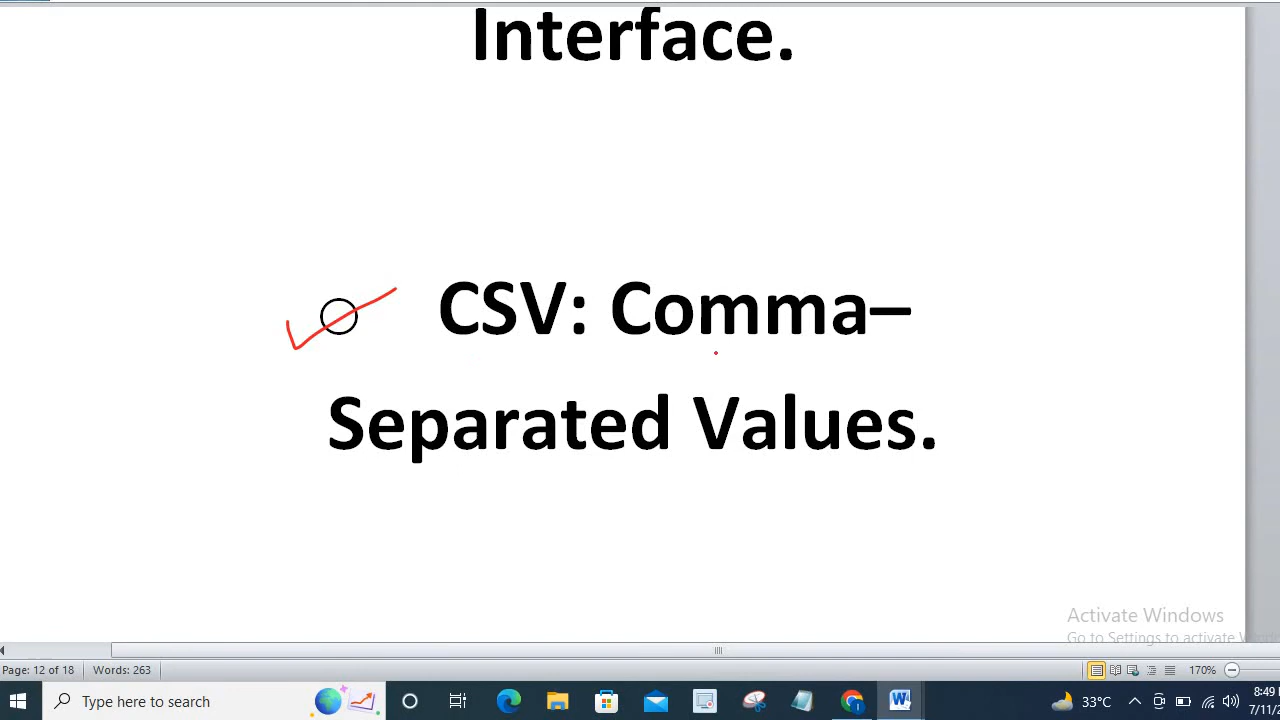 Interface.
CSV: Comma–
Separated Values.
Activate Windows
Go to Settings to activate Windo
Page: 12 of 18 Words: 263 170%
Type here to search 33°C 8:49
7/11/2